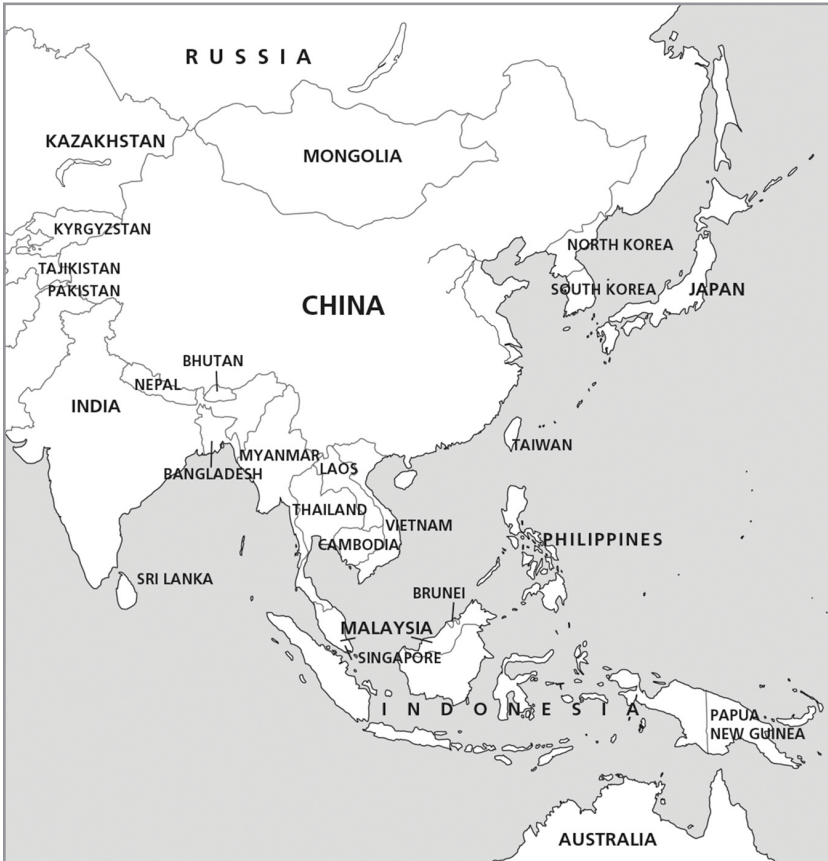 RUSSIA
KAZAKHSTAN
MONGOLIA
KYRGYZSTAN
NORTH KOREA
TAJIKISTAN
PAKISTAN
SOUTH KOREA
JAPAN
CHINA
BHUTAN
NEPAL
INDIA
TAIWAN
MYANMAR
LAOS
BANGLADESH
THAILAND
VIETNAM
PHILIPPINES
CAMBODIA
SRI LANKA
BRUNEI
MALAYSIA
SINGAPORE
INDONESIA
PAPUA
NEW GUINEA
AUSTRALIA